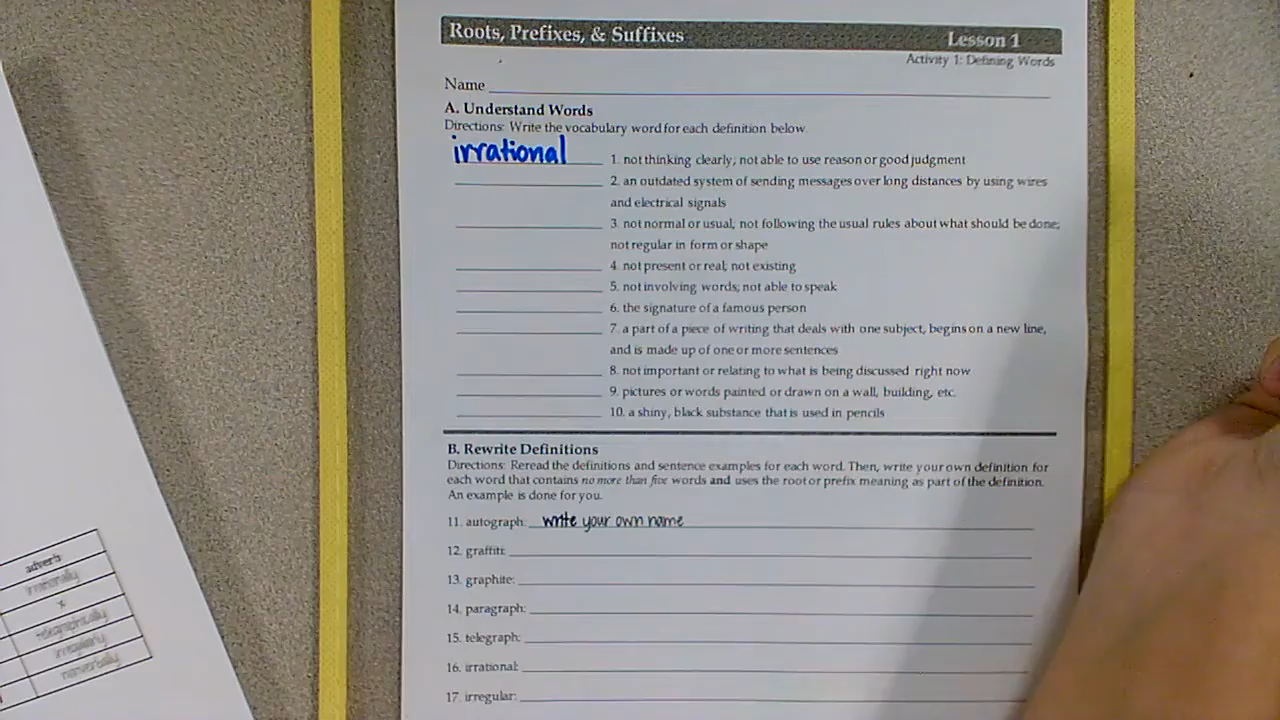 Roots, Prefixes, & Suffixes Lesson 1
Activity 1: Defining Words
Name
A. Understand Words
Directions: Write the vocabulary word for each definition below.
irrational 1. not thinking clearly; not able to use reason or good judgment
2. an outdated system of sending messages over long distances by using wires
and electrical signals
3. not normal or usual; not following the usual rules about what should be done;
not regular in form or shape
4. not present or real; not existing
5. not involving words; not able to speak
6. the signature of a famous person
7. a part of a piece of writing that deals with one subject, begins on a new line,
and is made up of one or more sentences
8. not important or relating to what is being discussed right now
9. pictures or words painted or drawn on a wall, building, etc.
10. a shiny, black substance that is used in pencils
B. Rewrite Definitions
Directions: Reread the definitions and sentence examples for each word. Then, write your own definition for
each word that contains no more than five words and uses the root or prefix meaning as part of the definition.
An example is done for you.
11. autograph: write your own name
12. graffiti:
13. graphite:
14. paragraph:
15. telegraph:
16. irrational:
17. irregular:
adverb
irrationally
x
telegraphically
irregularly
nonverbally